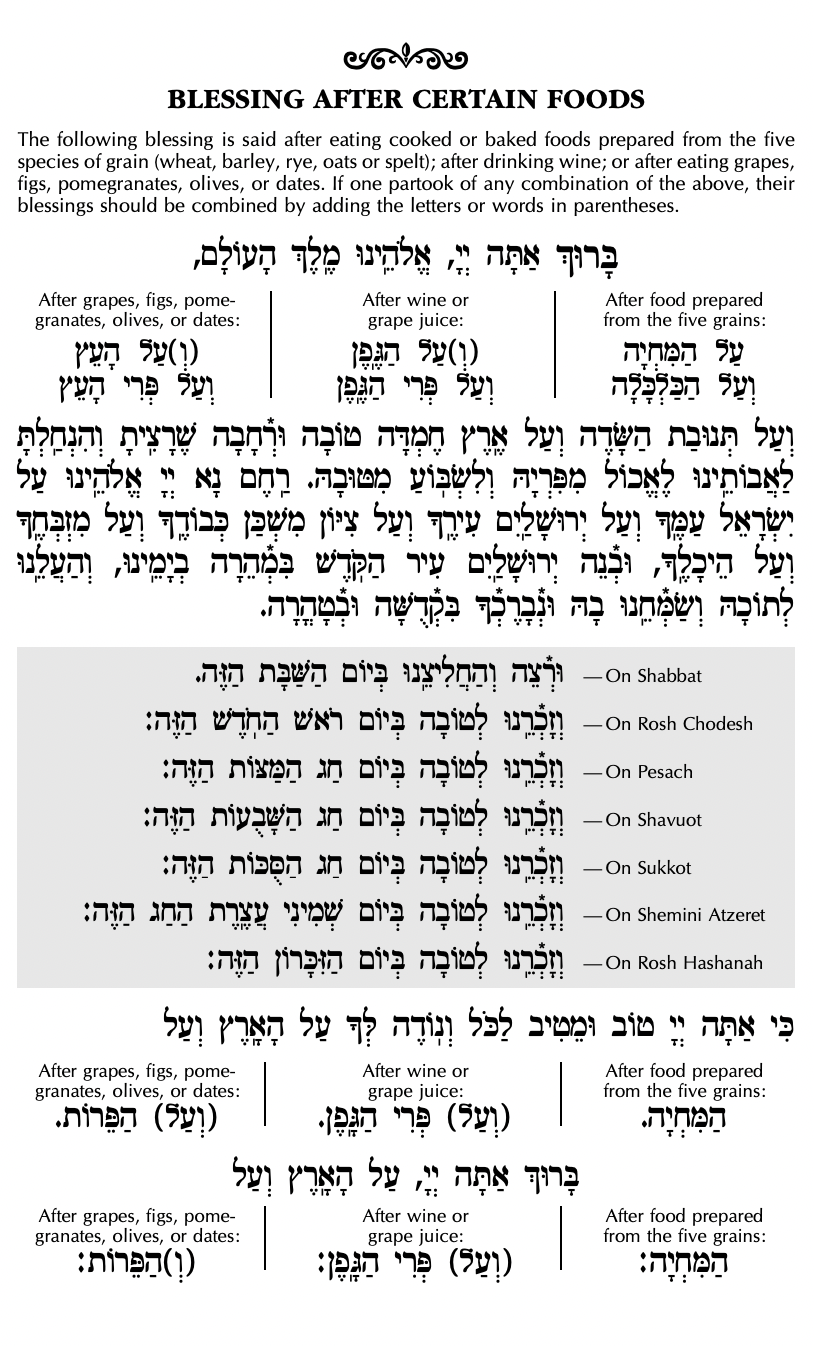 BLESSING AFTER CERTAIN FOODS
The following blessing is said after eating cooked or baked foods prepared from the five
species of grain (wheat, barley, rye, oats or spelt); after drinking wine; or after eating grapes,
figs, pomegranates, olives, or dates. If one partook of any combination of the above, their
blessings should be combined by adding the letters or words in parentheses.
בָּרוּךְ אַתָּה יְיָ, אֱלֹהֵֽינוּ מֶֽלֶךְ הָעוֹלָם,
After food prepared
from the five grains:
עַל הַמִּחְיָה
וְעַל הַכַּלְכָּלָה
After wine or
grape juice:
(וְ)עַל הַגֶּֽפֶן
וְעַל פְּרִי הַגֶּֽפֶן
After grapes, figs, pome-
granates, olives, or dates:
(וְ)עַל הָעֵץ
וְעַל פְּרִי הָעֵץ
וְעַל תְּנוּבַת הַשָּׂדֶה וְעַל אֶֽרֶץ חֶמְדָּה טוֹבָה וּרְ֯חָבָה שֶׁרָצִֽיתָ וְהִנְחַֽלְתָּ
לַאֲבוֹתֵֽינוּ לֶאֱכוֹל מִפִּרְיָהּ וְלִשְׂבּֽוֹעַ מִטּוּבָהּ. רַֽחֶם נָא יְיָ אֱלֹהֵֽינוּ עַל
יִשְׂרָאֵל עַמֶּֽךָ וְעַל יְרוּשָׁלַֽיִם עִירֶֽךָ וְעַל צִיּוֹן מִשְׁכַּן כְּבוֹדֶֽךָ וְעַל מִזְבְּחֶֽךָ
וְעַל הֵיכָלֶֽךָ, וּבְ֯נֵה יְרוּשָׁלַֽיִם עִיר הַקֹּֽדֶשׁ בִּמְ֯הֵרָה בְיָמֵֽינוּ, וְהַעֲלֵֽנוּ
לְתוֹכָהּ וְשַׂמְּ֯חֵֽנוּ בָהּ וּנְ֯בָרֶכְ֯ךָ בִּקְ֯דֻשָּׁה וּבְ֯טָהֳרָה.
—On Shabbat וּרְ֯צֵה וְהַחֲלִיצֵֽנוּ בְּיוֹם הַשַּׁבָּת הַזֶּה.
—On Rosh Chodesh וְזָכְ֯רֵֽנוּ לְטוֹבָה בְּיוֹם רֹאשׁ הַחֹֽדֶשׁ הַזֶּה:
—On Pesach וְזָכְ֯רֵֽנוּ לְטוֹבָה בְּיוֹם חַג הַמַּצּוֹת הַזֶּה:
—On Shavuot וְזָכְ֯רֵֽנוּ לְטוֹבָה בְּיוֹם חַג הַשָּׁבֻעוֹת הַזֶּה:
—On Sukkot וְזָכְ֯רֵֽנוּ לְטוֹבָה בְּיוֹם חַג הַסֻּכּוֹת הַזֶּה:
—On Shemini Atzeret וְזָכְ֯רֵֽנוּ לְטוֹבָה בְּיוֹם שְׁמִינִי עֲצֶֽרֶת הַחַג הַזֶּה:
—On Rosh Hashanah וְזָכְ֯רֵֽנוּ לְטוֹבָה בְּיוֹם הַזִּכָּרוֹן הַזֶּה:
כִּי אַתָּה יְיָ טוֹב וּמֵטִיב לַכֹּל וְנֽוֹדֶה לְּךָ עַל הָאָֽרֶץ וְעַל
After food prepared
from the five grains:
הַמִּחְיָה.
After wine or
grape juice:
(וְעַל) פְּרִי הַגָּֽפֶן.
After grapes, figs, pome-
granates, olives, or dates:
(וְעַל) הַפֵּרוֹת.
בָּרוּךְ אַתָּה יְיָ, עַל הָאָֽרֶץ וְעַל
After food prepared
from the five grains:
הַמִּחְיָה:
After wine or
grape juice:
(וְעַל) פְּרִי הַגָּֽפֶן:
After grapes, figs, pome-
granates, olives, or dates:
(וְ)הַפֵּרוֹת: